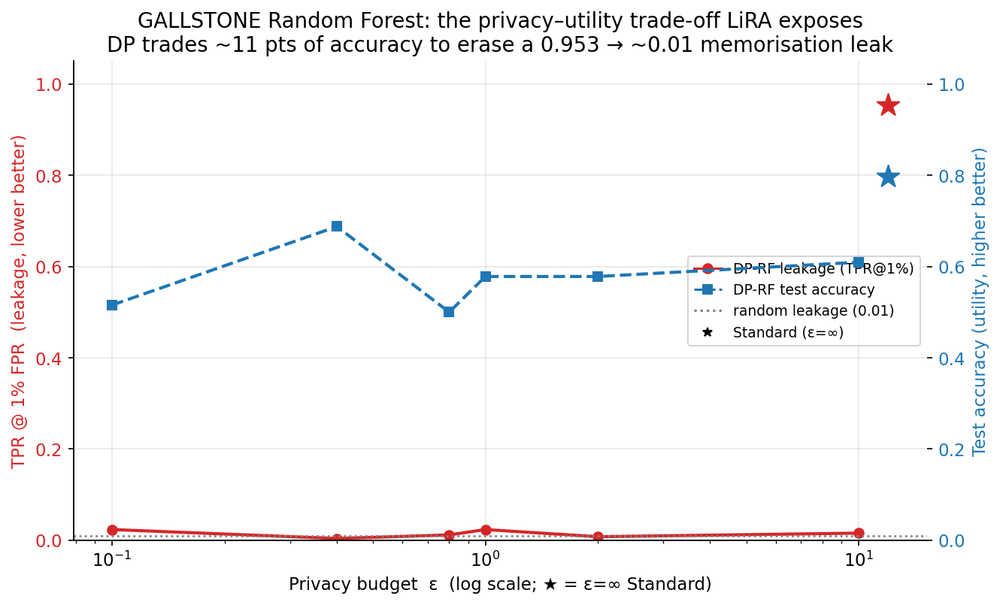 GALLSTONE Random Forest: the privacy–utility trade-off LiRA exposes
DP trades ~11 pts of accuracy to erase a 0.953 → ~0.01 memorisation leak
TPR @ 1% FPR (leakage, lower better)
1.0
0.8
0.6
0.4
0.2
0.0
1.0
0.8
0.6
0.4
0.2
0.0
Test accuracy (utility, higher better)
DP-RF leakage (TPR@1%)
DP-RF test accuracy
random leakage (0.01)
★ Standard (ε=∞)
10⁻¹
10⁰
10¹
Privacy budget ε (log scale; ★ = ε=∞ Standard)